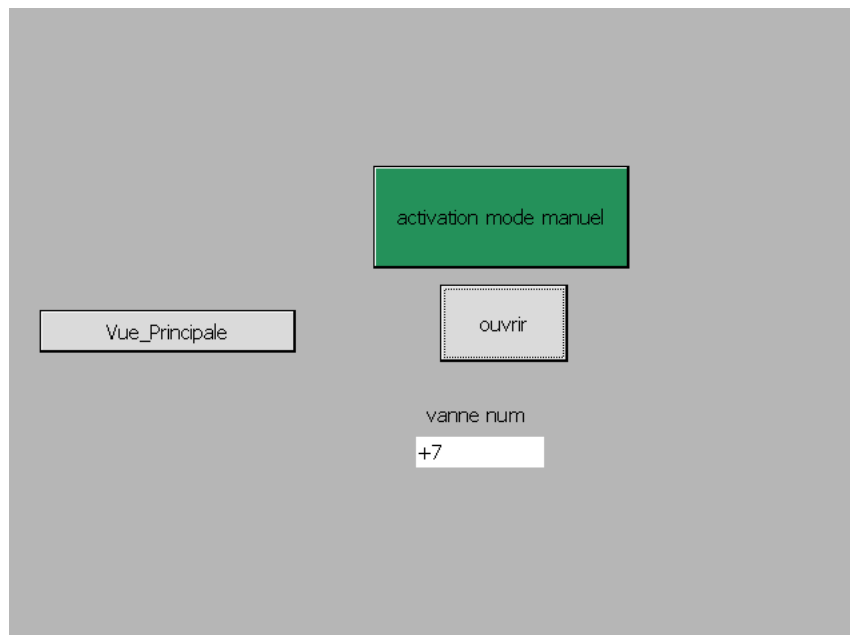 activation mode manuel
ouvrir
Vue_Principale
vanne num
+7